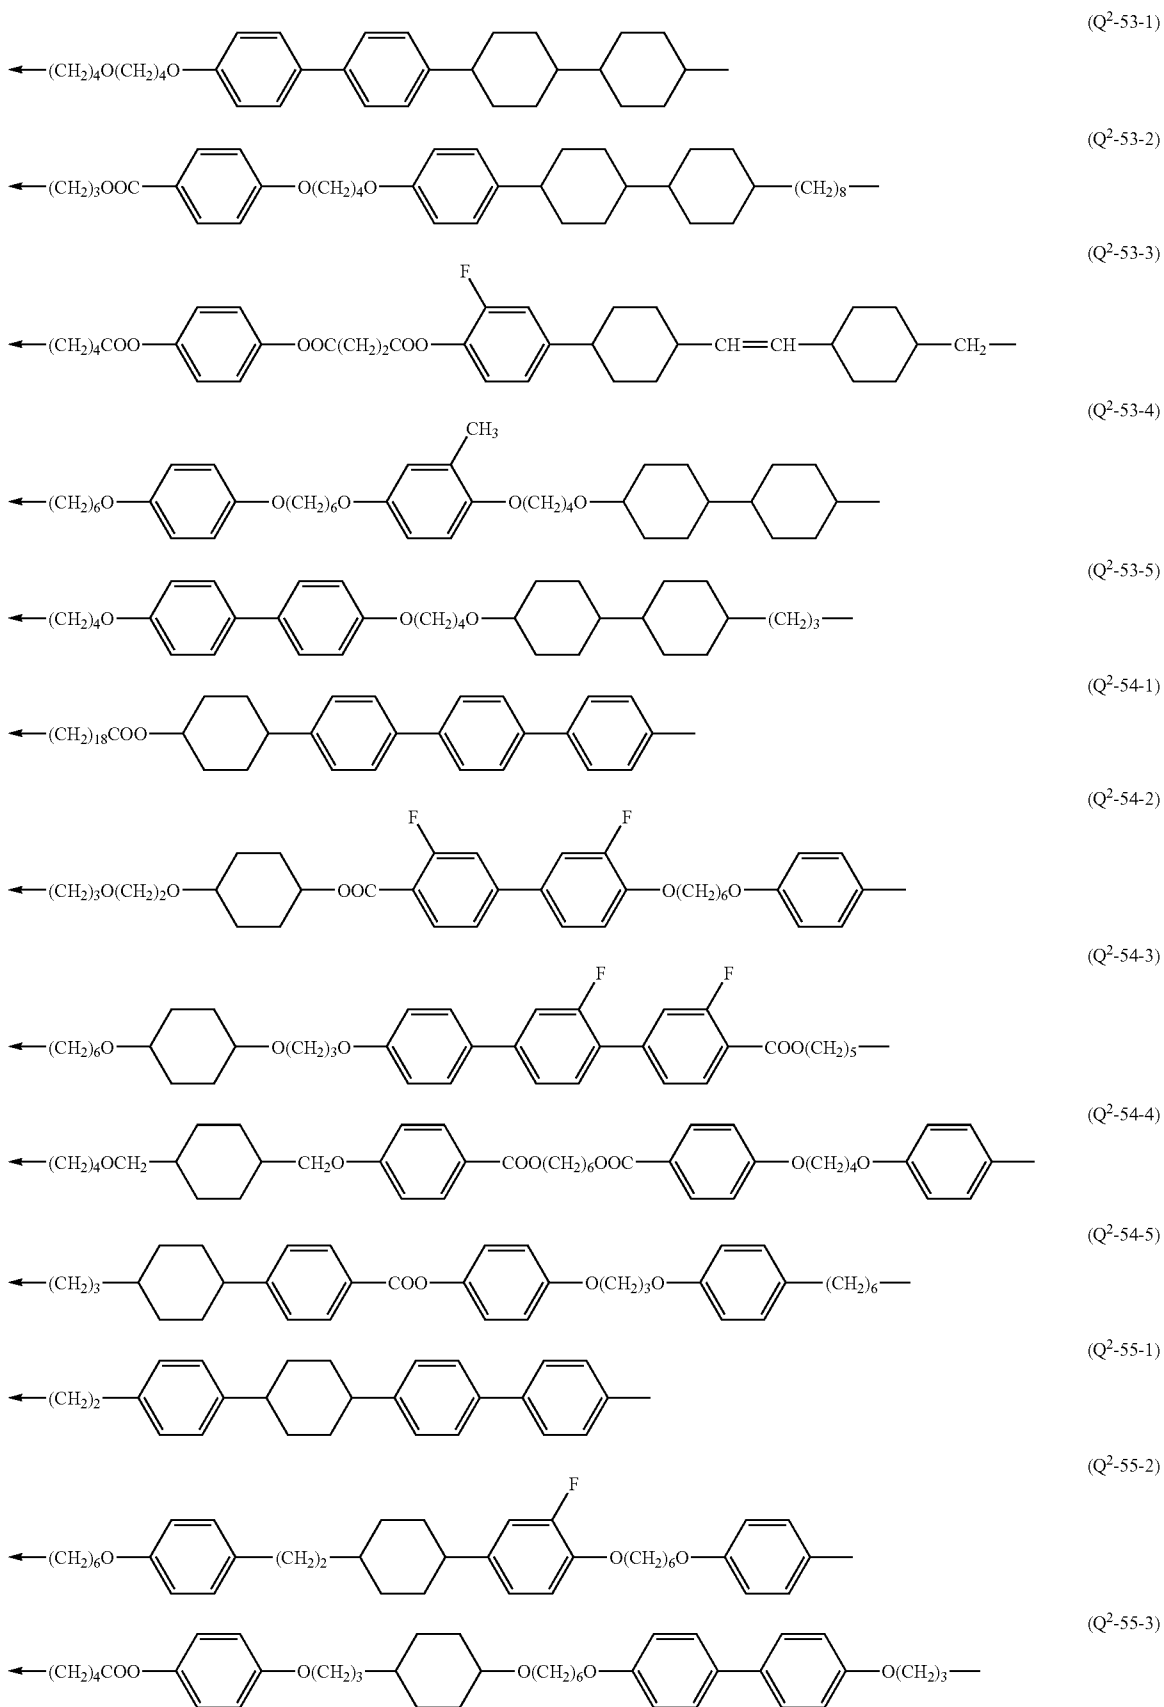 (Q²-53-1)
(CH₂)₄O(CH₂)₄O
(Q²-53-2)
(CH₂)₃OOC O(CH₂)₄O (CH₂)₈
(Q²-53-3)
F
(CH₂)₄COO OOC(CH₂)₂COO CH=CH CH₂
(Q²-53-4)
CH₃
(CH₂)₆O O(CH₂)₆O O(CH₂)₄O
(Q²-53-5)
(CH₂)₄O O(CH₂)₄O (CH₂)₃
(Q²-54-1)
(CH₂)₁₈COO
(Q²-54-2)
F F
(CH₂)₃O(CH₂)₂O OOC O(CH₂)₆O
(Q²-54-3)
F F
(CH₂)₆O O(CH₂)₃O COO(CH₂)₅
(Q²-54-4)
(CH₂)₄OCH₂ CH₂O COO(CH₂)₆OOC O(CH₂)₄O
(Q²-54-5)
(CH₂)₃ COO O(CH₂)₃O (CH₂)₆
(Q²-55-1)
(CH₂)₂
(Q²-55-2)
F
(CH₂)₆O (CH₂)₂ O(CH₂)₆O
(Q²-55-3)
(CH₂)₄COO O(CH₂)₃ O(CH₂)₆O O(CH₂)₃